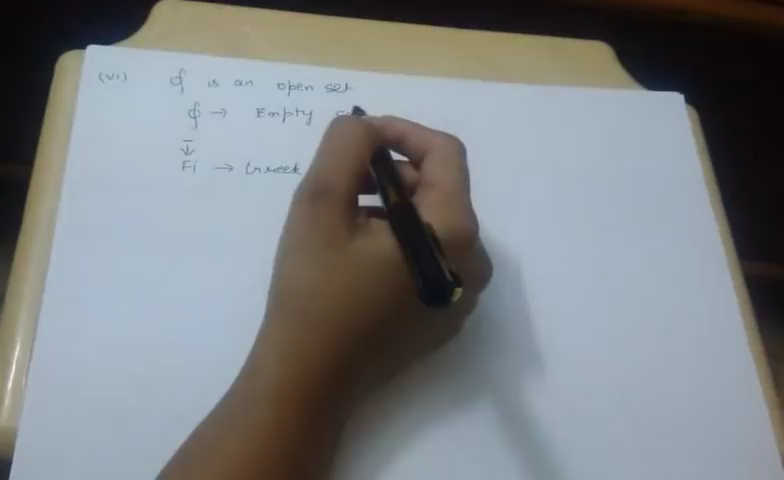 (vi) ϕ is an open set
ϕ → Empty
Fi → Greek